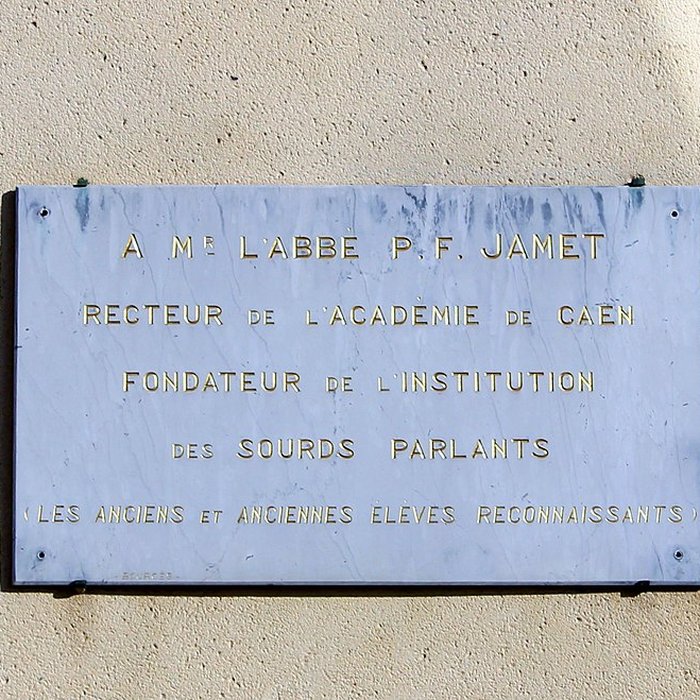 A Mr L'ABBÉ P. F. JAMET
RECTEUR DE L'ACADÉMIE DE CAEN
FONDATEUR DE L'INSTITUTION
DES SOURDS PARLANTS
(LES ANCIENS ET ANCIENNES ÉLÈVES RECONNAISSANTS)